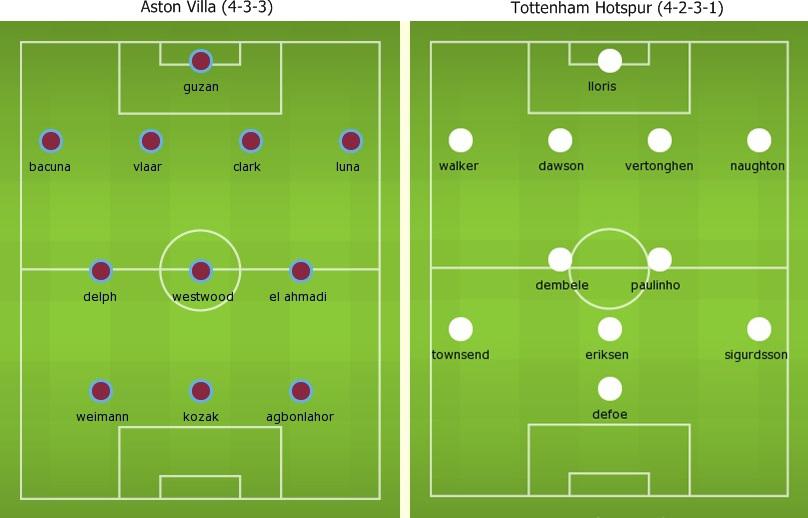 Aston Villa (4-3-3)
guzan
bacuna vlaar clark luna
delph westwood el ahmadi
weimann kozak agbonlahor
Tottenham Hotspur (4-2-3-1)
lloris
walker dawson vertonghen naughton
dembele paulinho
townsend eriksen sigurdsson
defoe